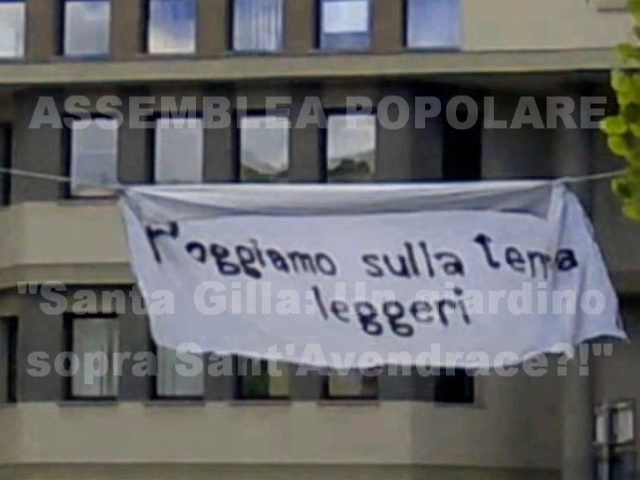 ASSEMBLEA POPOLARE
Poggiamo sulla terra
leggeri
"Santa Gilla: Un giardino
sopra Sant'Avendrace?!"